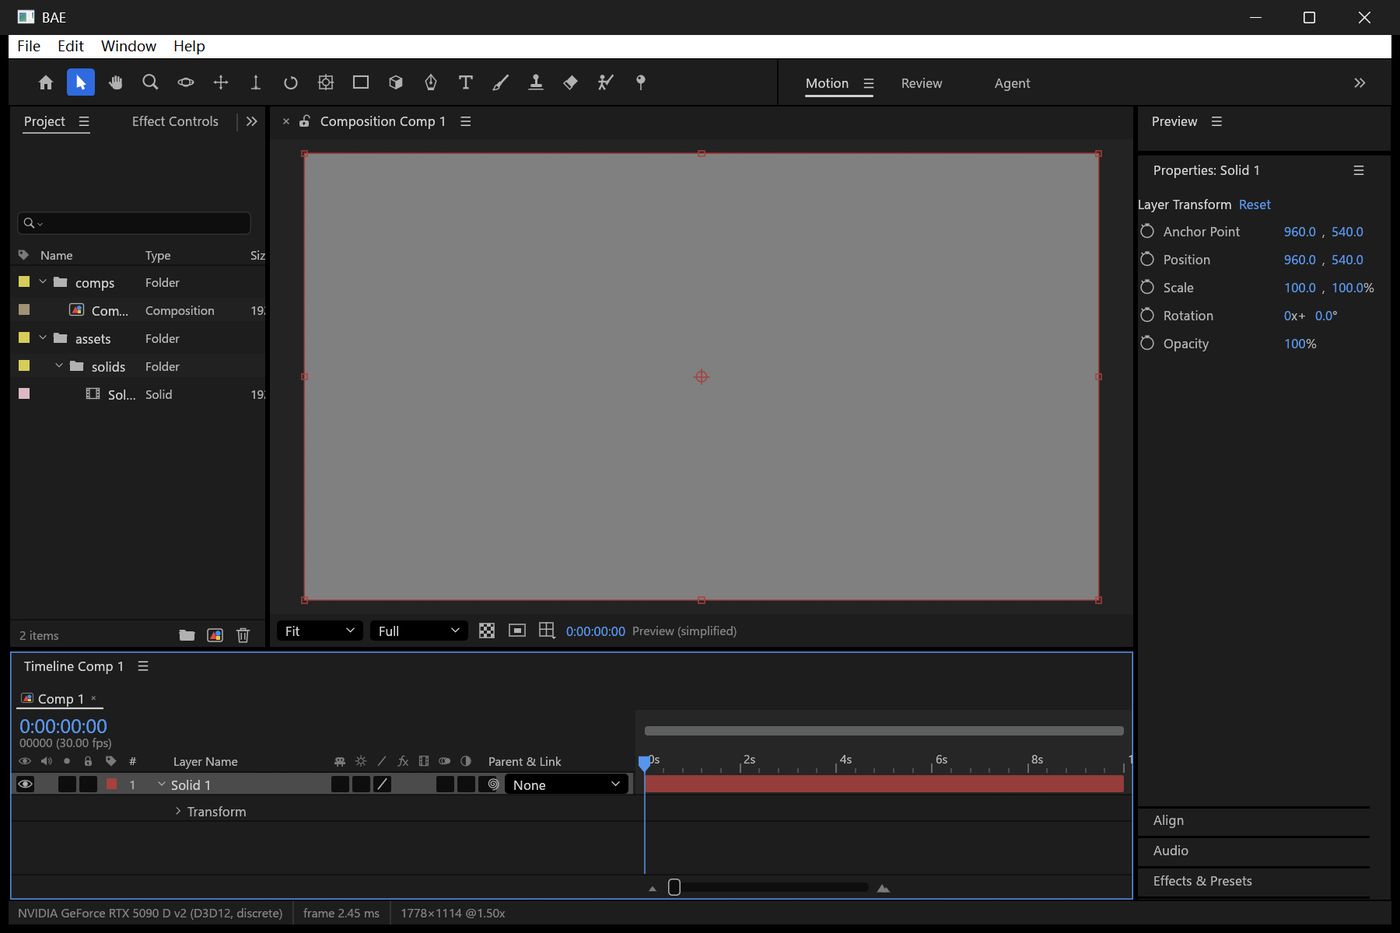 BAE
File Edit Window Help
Motion Review Agent
Project Effect Controls
Composition Comp 1
Preview
Properties: Solid 1
Layer Transform Reset
Anchor Point 960.0 , 540.0
Position 960.0 , 540.0
Scale 100.0 , 100.0%
Rotation 0x+ 0.0°
Opacity 100%
Name Type Siz
comps Folder
Com... Composition 192
assets Folder
solids Folder
Sol... Solid 192
2 items
Fit Full 0:00:00:00 Preview (simplified)
Timeline Comp 1
Comp 1
0:00:00:00
00000 (30.00 fps)
# Layer Name fx Parent & Link
0s 2s 4s 6s 8s 1
1 Solid 1 None
Transform
Align
Audio
Effects & Presets
NVIDIA GeForce RTX 5090 D v2 (D3D12, discrete) frame 2.45 ms 1778×1114 @1.50x